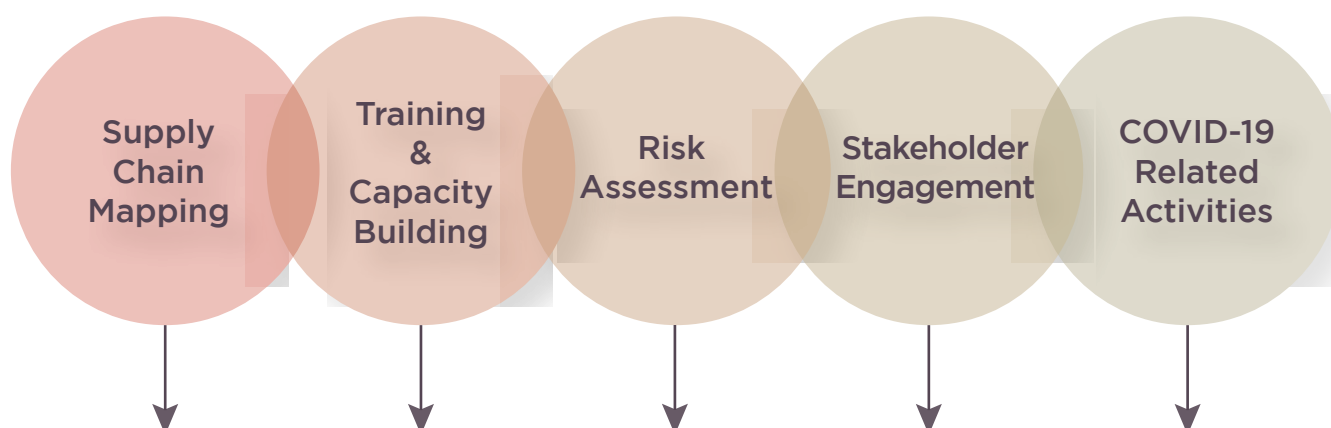 Supply
Chain
Mapping
Training
&
Capacity
Building
Risk
Assessment
Stakeholder
Engagement
COVID-19
Related
Activities